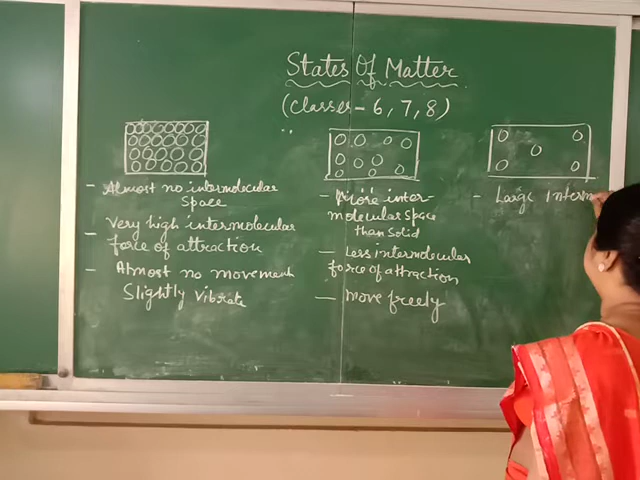 States Of Matter
(Classes - 6, 7, 8)
- Almost no intermolecular
space
- Very high intermolecular
force of attraction
- Almost no movement
Slightly vibrate
- More inter-
molecular space
than solid
- Less intermolecular
force of attraction
- move freely
- Large interm